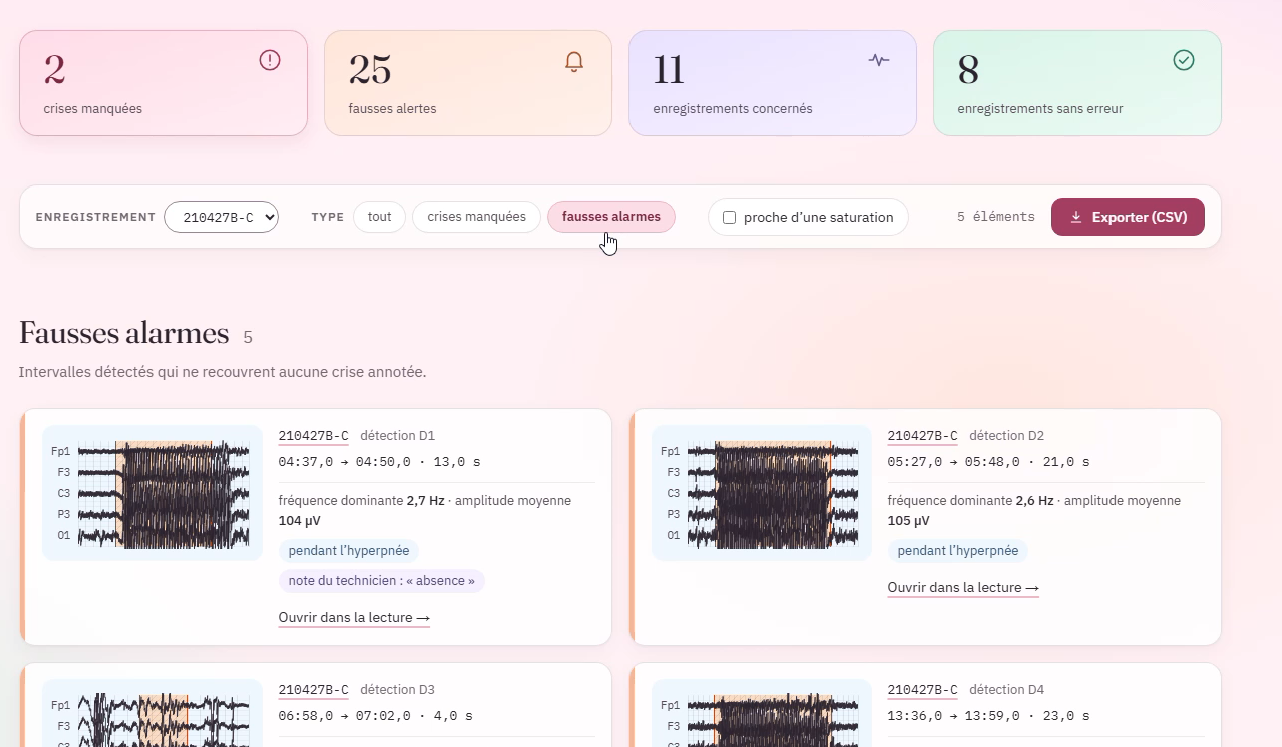 2
crises manquées
25
fausses alertes
11
enregistrements concernés
8
enregistrements sans erreur
ENREGISTREMENT 210427B-C TYPE tout crises manquées fausses alarmes proche d’une saturation 5 éléments Exporter (CSV)
Fausses alarmes 5
Intervalles détectés qui ne recouvrent aucune crise annotée.
Fp1
F3
C3
P3
O1
210427B-C détection D1
04:37,0 → 04:50,0 · 13,0 s
fréquence dominante 2,7 Hz · amplitude moyenne
104 µV
pendant l’hyperpnée
note du technicien : « absence »
Ouvrir dans la lecture →
Fp1
F3
C3
P3
O1
210427B-C détection D2
05:27,0 → 05:48,0 · 21,0 s
fréquence dominante 2,6 Hz · amplitude moyenne
105 µV
pendant l’hyperpnée
Ouvrir dans la lecture →
Fp1
F3
C3
210427B-C détection D3
06:58,0 → 07:02,0 · 4,0 s
Fp1
F3
C3
210427B-C détection D4
13:36,0 → 13:59,0 · 23,0 s